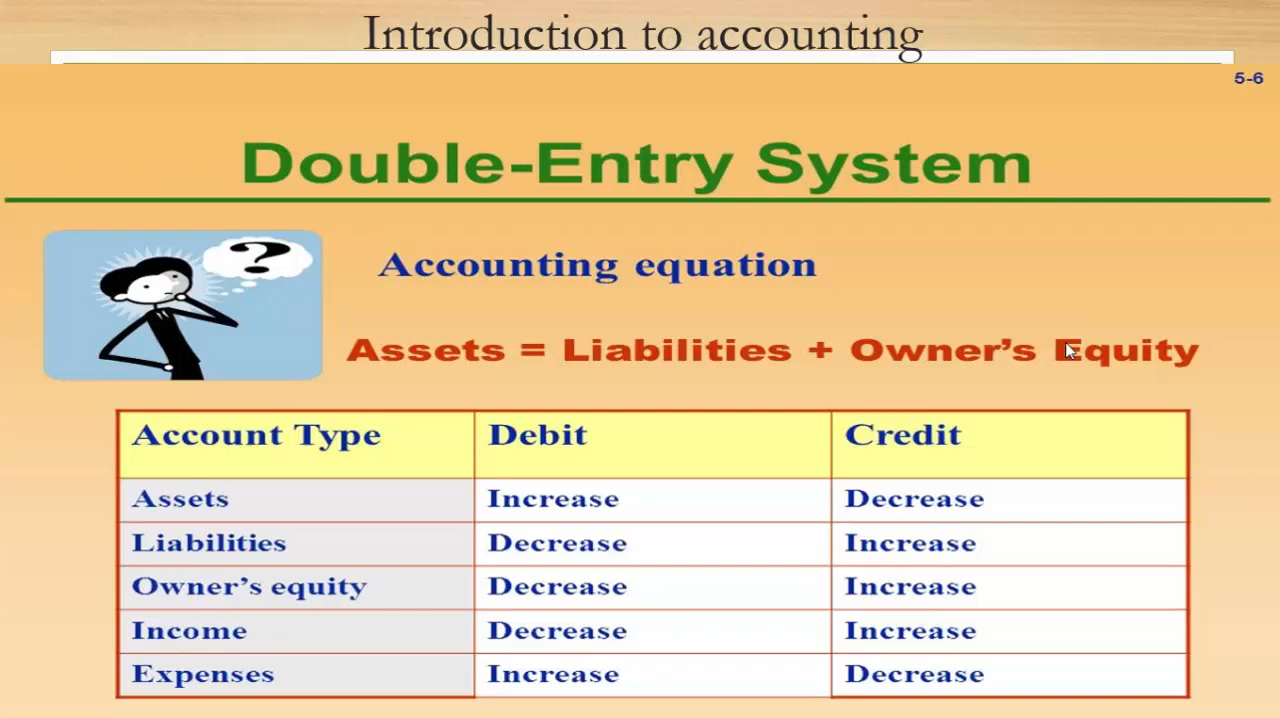 Introduction to accounting
5-6
Double-Entry System
?
Accounting equation
Assets = Liabilities + Owner’s Equity
Account Type Debit Credit
Assets Increase Decrease
Liabilities Decrease Increase
Owner’s equity Decrease Increase
Income Decrease Increase
Expenses Increase Decrease